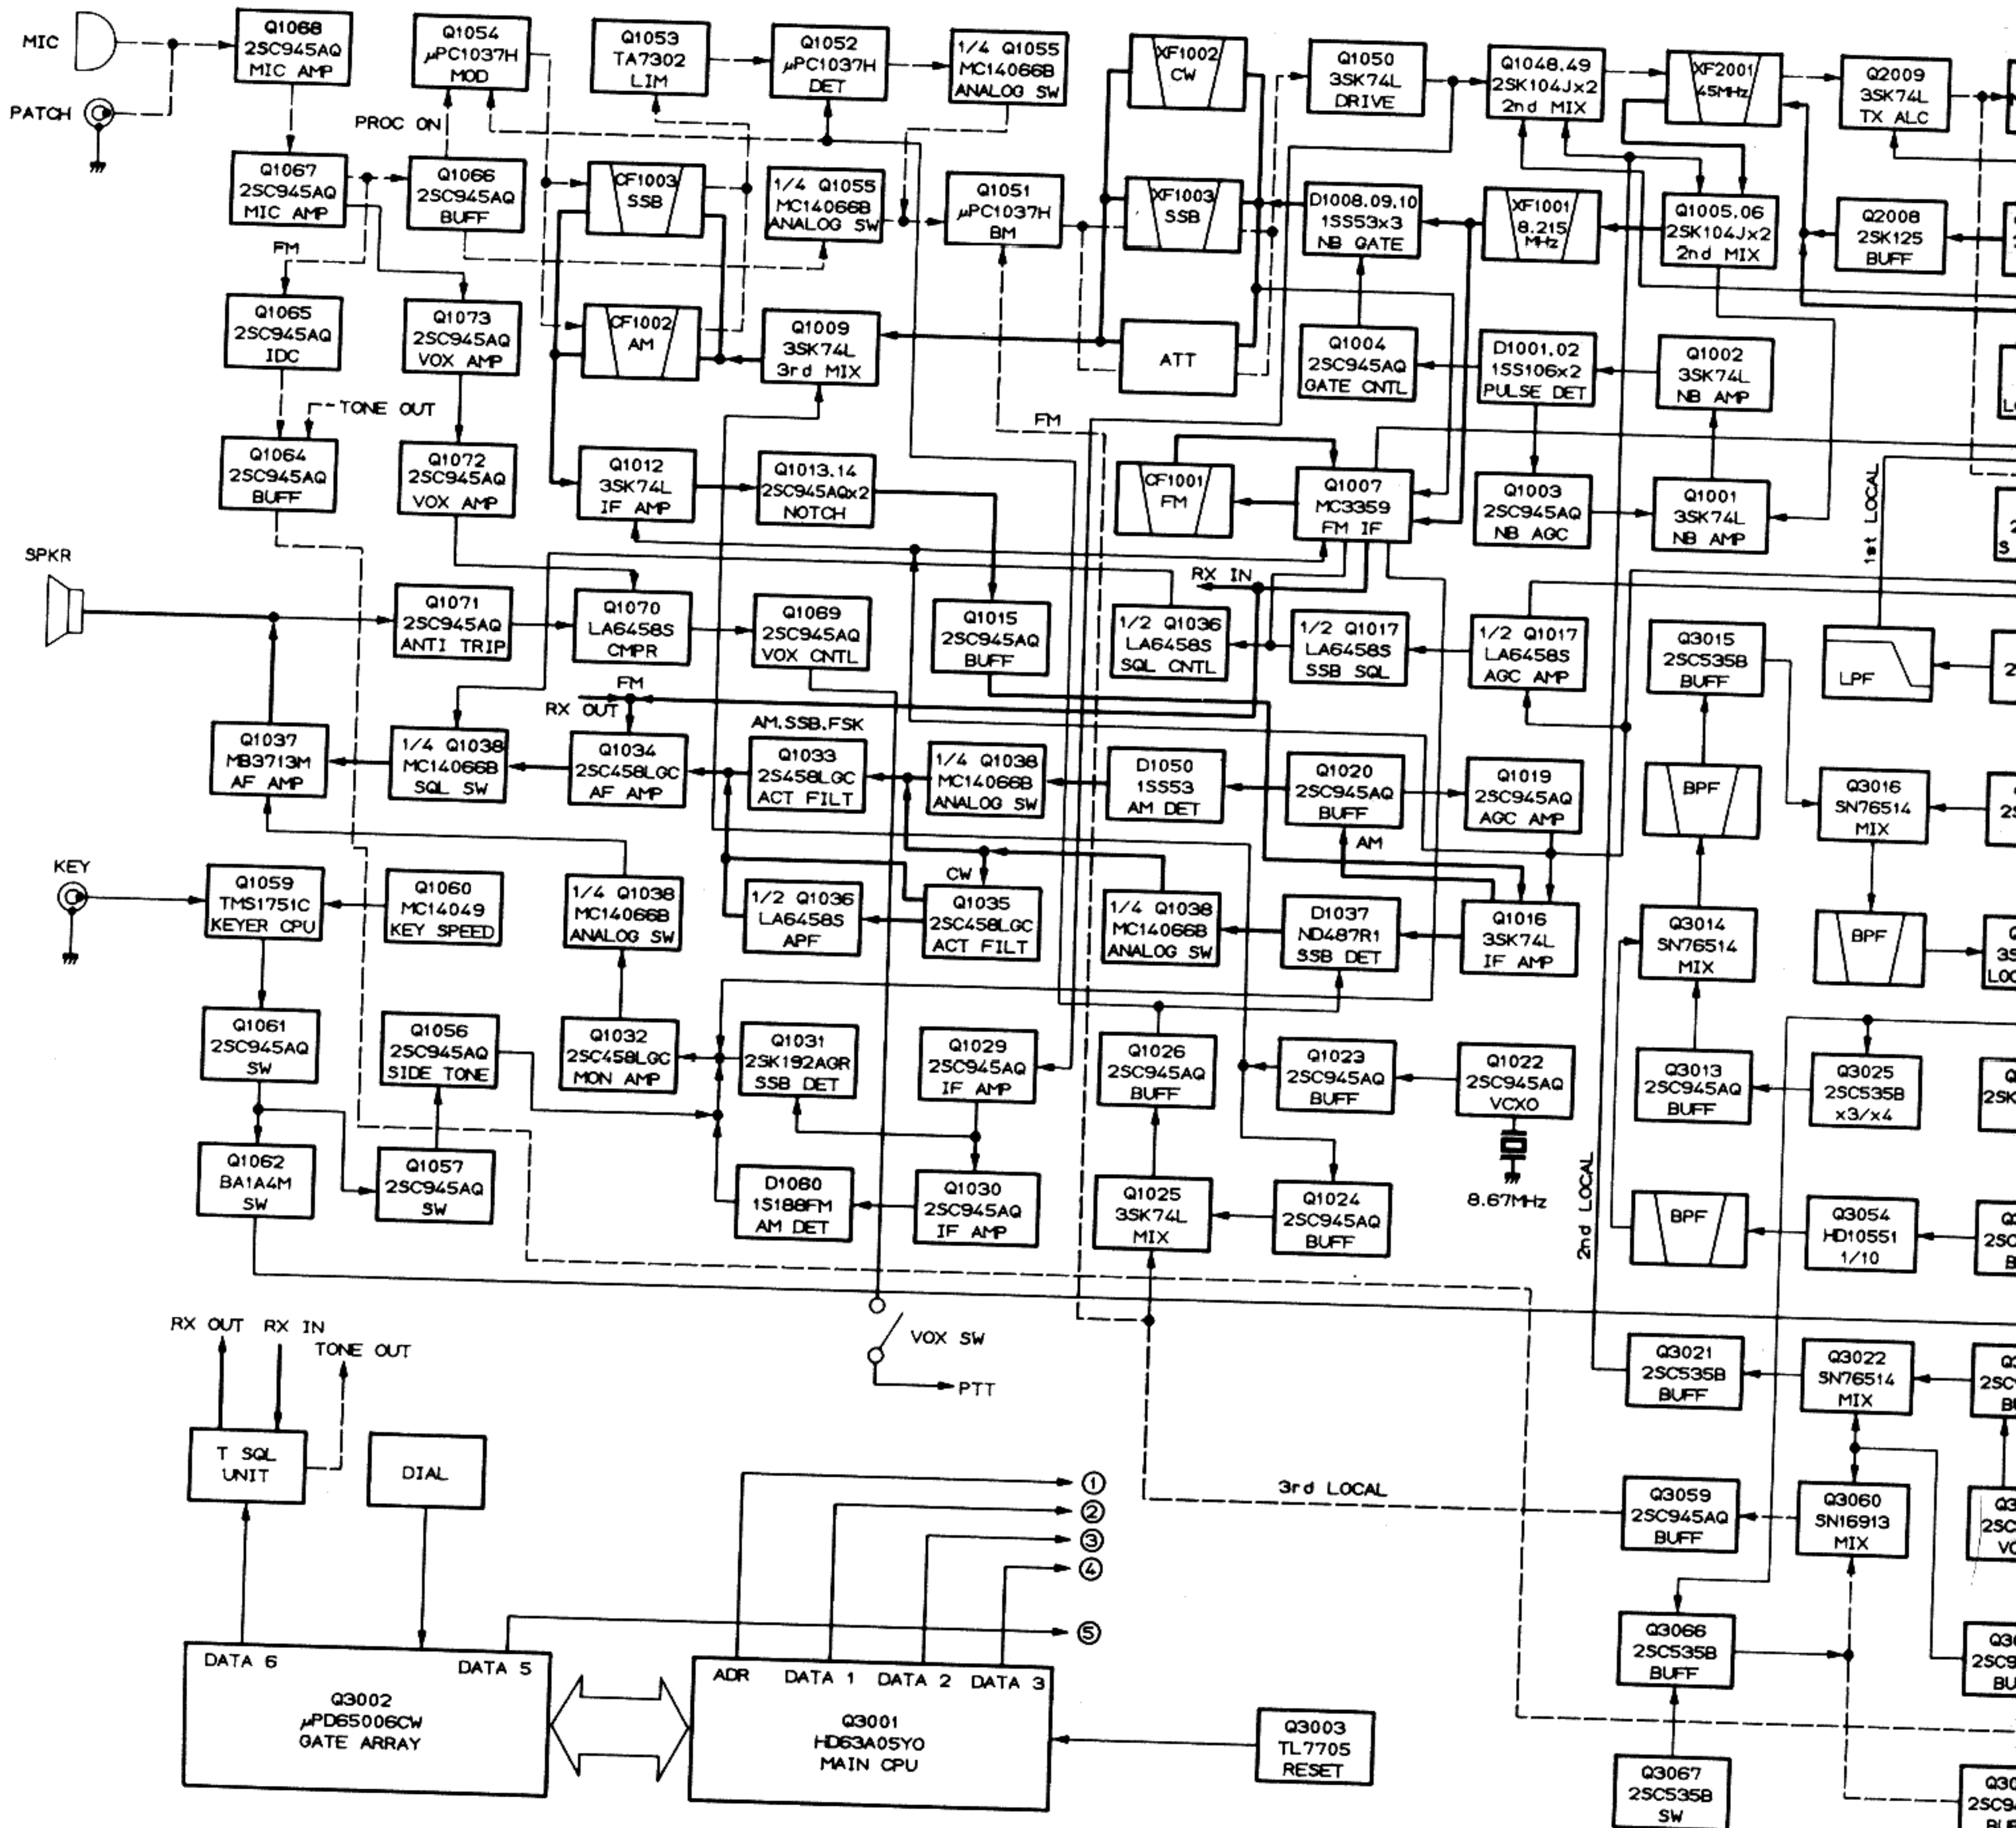 MIC
PATCH
Q1068
2SC945AQ
MIC AMP
Q1054
µPC1037H
MOD
Q1053
TA7302
LIM
Q1052
µPC1037H
DET
1/4 Q1055
MC14066B
ANALOG SW
XF1002
CW
Q1050
3SK74L
DRIVE
Q1048.49
2SK104Jx2
2nd MIX
XF2001
45MHz
Q2009
3SK74L
TX ALC
PROC ON
Q1067
2SC945AQ
MIC AMP
Q1066
2SC945AQ
BUFF
CF1003
SSB
1/4 Q1055
MC14066B
ANALOG SW
Q1051
µPC1037H
BM
XF1003
SSB
D1008.09.10
1SS53x3
NB GATE
XF1001
8.215
MHz
Q1005.06
2SK104Jx2
2nd MIX
Q2008
2SK125
BUFF
FM
Q1065
2SC945AQ
IDC
Q1073
2SC945AQ
VOX AMP
CF1002
AM
Q1009
3SK74L
3rd MIX
ATT
Q1004
2SC945AQ
GATE CNTL
D1001.02
1SS106x2
PULSE DET
Q1002
3SK74L
NB AMP
TONE OUT
FM
Q1064
2SC945AQ
BUFF
Q1072
2SC945AQ
VOX AMP
Q1012
3SK74L
IF AMP
Q1013.14
2SC945AQx2
NOTCH
CF1001
FM
Q1007
MC3359
FM IF
Q1003
2SC945AQ
NB AGC
Q1001
3SK74L
NB AMP
1st LOCAL
SPKR
RX IN
Q1071
2SC945AQ
ANTI TRIP
Q1070
LA6458S
CMPR
Q1069
2SC945AQ
VOX CNTL
Q1015
2SC945AQ
BUFF
1/2 Q1036
LA6458S
SQL CNTL
1/2 Q1017
LA6458S
SSB SQL
1/2 Q1017
LA6458S
AGC AMP
Q3015
2SC535B
BUFF
LPF
FM
RX OUT
AM.SSB.FSK
Q1037
MB3713M
AF AMP
1/4 Q1038
MC14066B
SQL SW
Q1034
2SC458LGC
AF AMP
Q1033
2S458LGC
ACT FILT
1/4 Q1038
MC14066B
ANALOG SW
D1050
1SS53
AM DET
Q1020
2SC945AQ
BUFF
Q1019
2SC945AQ
AGC AMP
BPF
Q3016
SN76514
MIX
AM
KEY
CW
Q1059
TMS1751C
KEYER CPU
Q1060
MC14049
KEY SPEED
1/4 Q1038
MC14066B
ANALOG SW
1/2 Q1036
LA6458S
APF
Q1035
2SC458LGC
ACT FILT
1/4 Q1038
MC14066B
ANALOG SW
D1037
ND487R1
SSB DET
Q1016
3SK74L
IF AMP
Q3014
SN76514
MIX
BPF
Q1061
2SC945AQ
SW
Q1056
2SC945AQ
SIDE TONE
Q1032
2SC458LGC
MON AMP
Q1031
2SK192AGR
SSB DET
Q1029
2SC945AQ
IF AMP
Q1026
2SC945AQ
BUFF
Q1023
2SC945AQ
BUFF
Q1022
2SC945AQ
VCXO
Q3013
2SC945AQ
BUFF
Q3025
2SC535B
x3/x4
8.67MHz
Q1062
BA1A4M
SW
Q1057
2SC945AQ
SW
D1060
1S188FM
AM DET
Q1030
2SC945AQ
IF AMP
Q1025
3SK74L
MIX
Q1024
2SC945AQ
BUFF
2nd LOCAL
BPF
Q3054
HD10551
1/10
RX OUT
RX IN
TONE OUT
VOX SW
PTT
Q3021
2SC535B
BUFF
Q3022
SN76514
MIX
T SQL
UNIT
DIAL
①
②
③
④
⑤
3rd LOCAL
Q3059
2SC945AQ
BUFF
Q3060
SN16913
MIX
DATA 6
DATA 5
Q3002
µPD65006CW
GATE ARRAY
ADR
DATA 1
DATA 2
DATA 3
Q3001
HD63A05YO
MAIN CPU
Q3003
TL7705
RESET
Q3066
2SC535B
BUFF
Q3067
2SC535B
SW